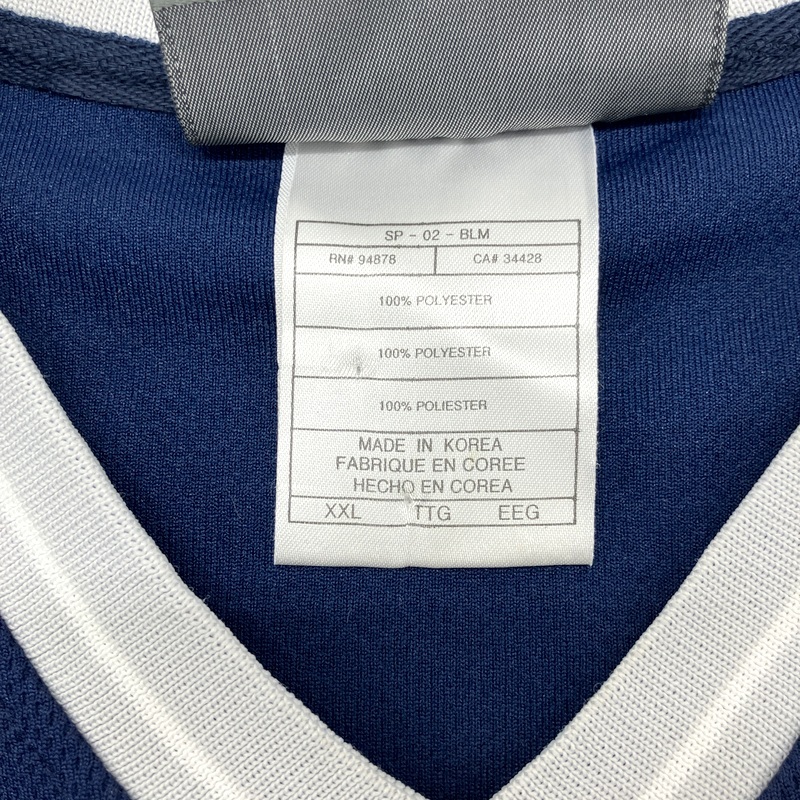 SP - 02 - BLM
RN# 94878 CA# 34428
100% POLYESTER
100% POLYESTER
100% POLIESTER
MADE IN KOREA
FABRIQUE EN COREE
HECHO EN COREA
XXL TTG EEG